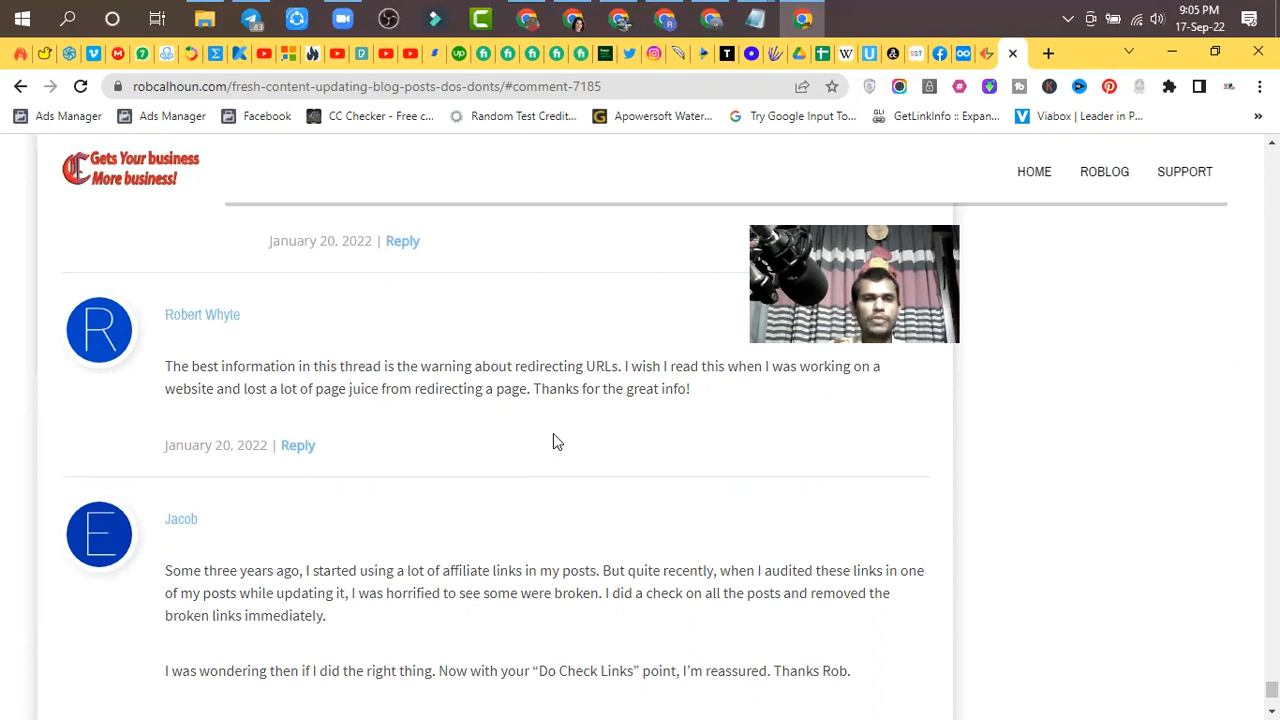 9:05 PM
17-Sep-22
83
robcalhoun.com/fresh-content-updating-blog-posts-dos-donts/#comment-7185
Ads Manager
Ads Manager
Facebook
CC Checker - Free c...
Random Test Credit...
Apowersoft Water...
Try Google Input To...
GetLinkInfo :: Expan...
Viabox | Leader in P...
»
C Gets Your business
More business!
HOME
ROBLOG
SUPPORT
January 20, 2022 | Reply
R
Robert Whyte
The best information in this thread is the warning about redirecting URLs. I wish I read this when I was working on a
website and lost a lot of page juice from redirecting a page. Thanks for the great info!
January 20, 2022 | Reply
E
Jacob
Some three years ago, I started using a lot of affiliate links in my posts. But quite recently, when I audited these links in one
of my posts while updating it, I was horrified to see some were broken. I did a check on all the posts and removed the
broken links immediately.
I was wondering then if I did the right thing. Now with your “Do Check Links” point, I’m reassured. Thanks Rob.